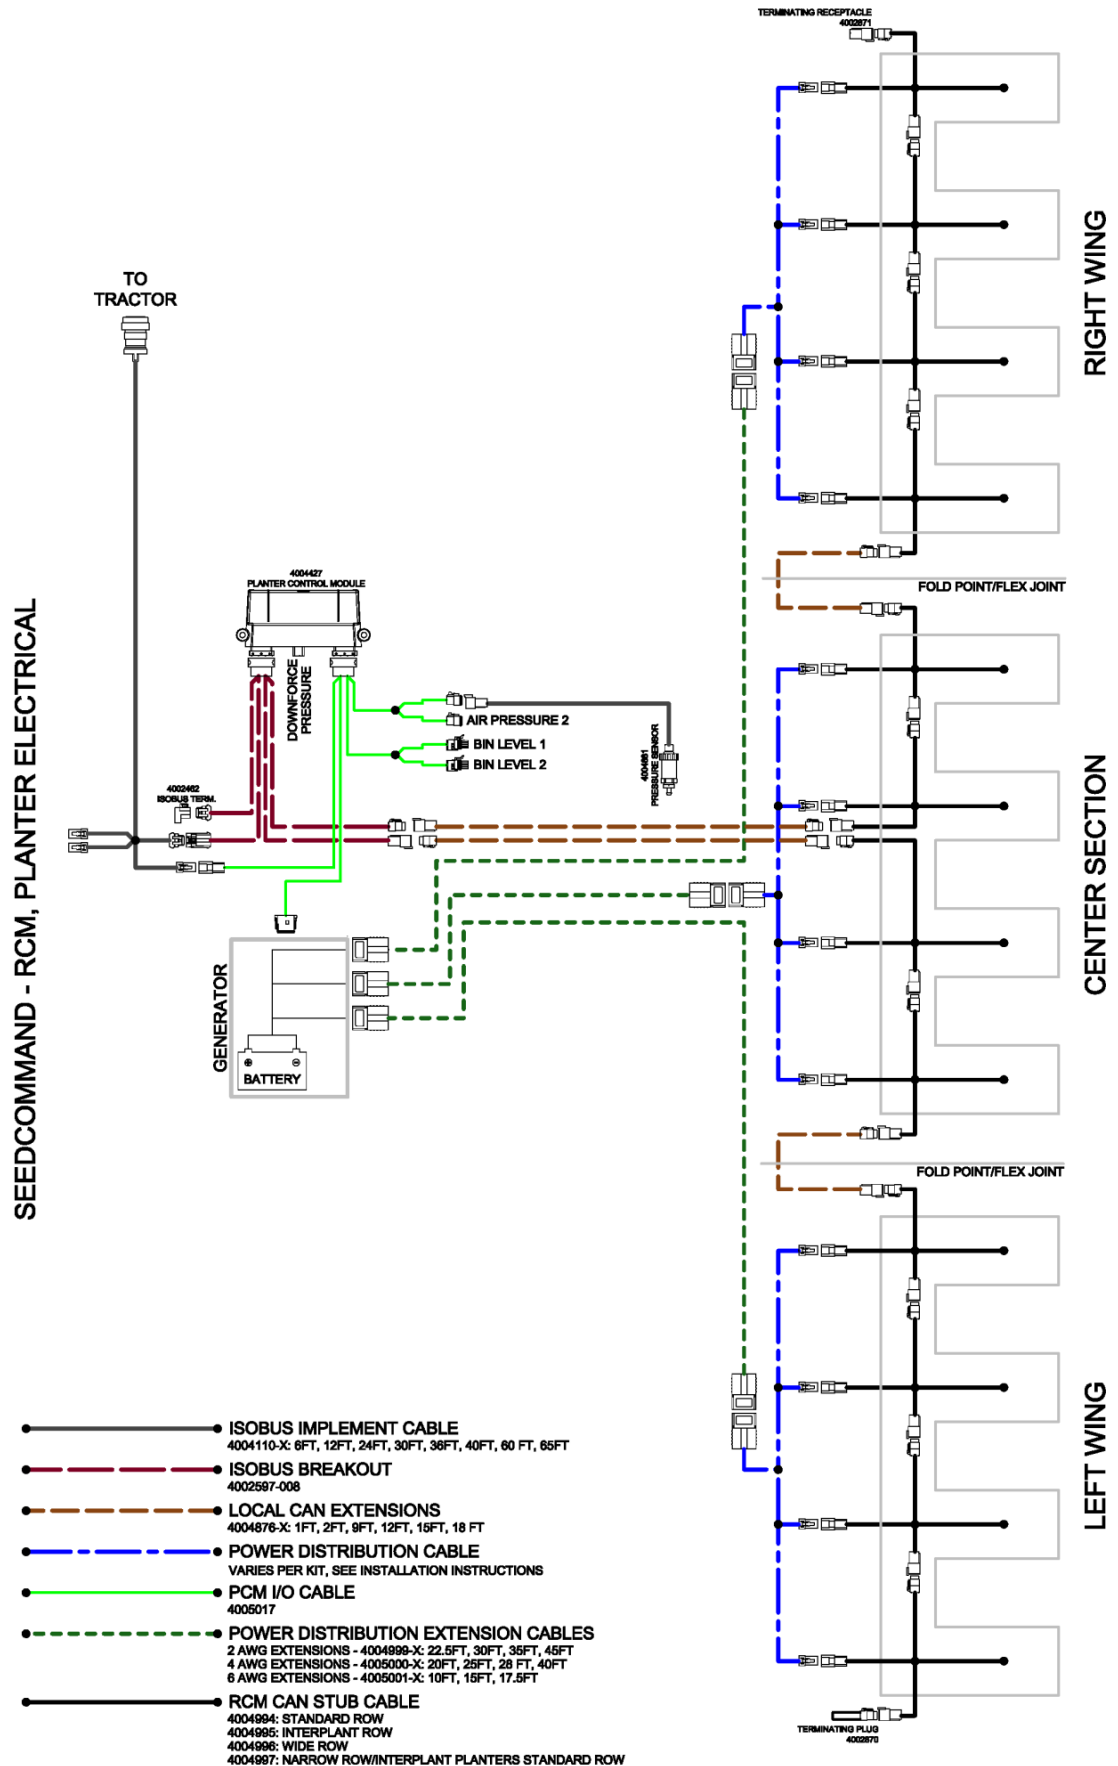 TERMINATING RECEPTACLE
4002871
RIGHT WING
TO
TRACTOR
4004427
PLANTER CONTROL MODULE
DOWNFORCE
PRESSURE
AIR PRESSURE 2
BIN LEVEL 1
BIN LEVEL 2
4004661
PRESSURE SENSOR
FOLD POINT/FLEX JOINT
4002462
ISOBUS TERM.
SEEDCOMMAND - RCM, PLANTER ELECTRICAL
CENTER SECTION
GENERATOR
BATTERY
FOLD POINT/FLEX JOINT
LEFT WING
ISOBUS IMPLEMENT CABLE
4004110-X: 6FT, 12FT, 24FT, 30FT, 36FT, 40FT, 60 FT, 65FT
ISOBUS BREAKOUT
4002597-008
LOCAL CAN EXTENSIONS
4004876-X: 1FT, 2FT, 9FT, 12FT, 15FT, 18 FT
POWER DISTRIBUTION CABLE
VARIES PER KIT, SEE INSTALLATION INSTRUCTIONS
PCM I/O CABLE
4005017
POWER DISTRIBUTION EXTENSION CABLES
2 AWG EXTENSIONS - 4004999-X: 22.5FT, 30FT, 35FT, 45FT
4 AWG EXTENSIONS - 4005000-X: 20FT, 25FT, 28 FT, 40FT
6 AWG EXTENSIONS - 4005001-X: 10FT, 15FT, 17.5FT
RCM CAN STUB CABLE
4004994: STANDARD ROW
4004995: INTERPLANT ROW
4004996: WIDE ROW
4004997: NARROW ROW/INTERPLANT PLANTERS STANDARD ROW
TERMINATING PLUG
4002870